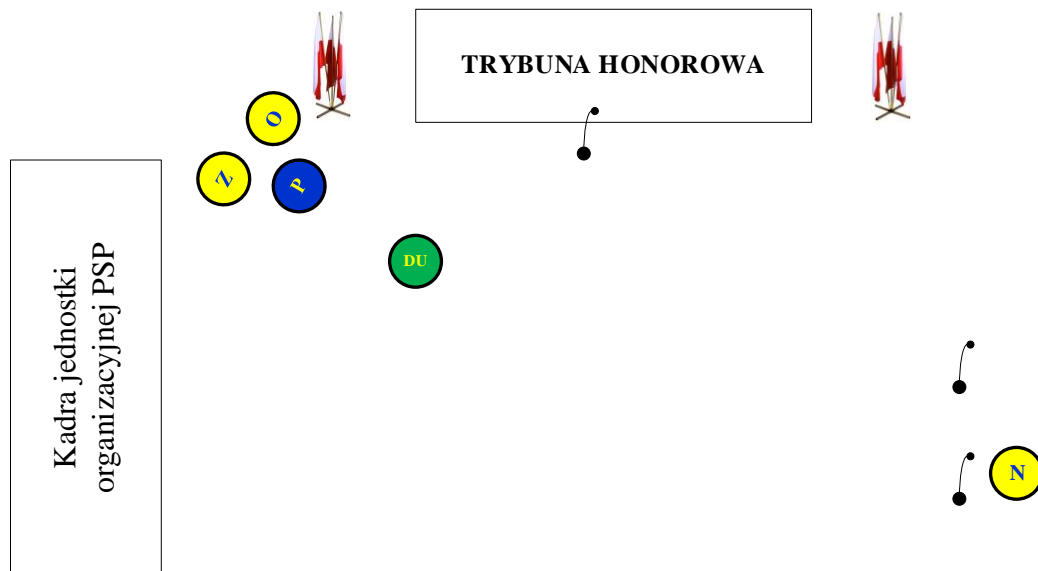 TRYBUNA HONOROWA
O
Z
P
DU
Kadra jednostki
organizacyjnej PSP
N